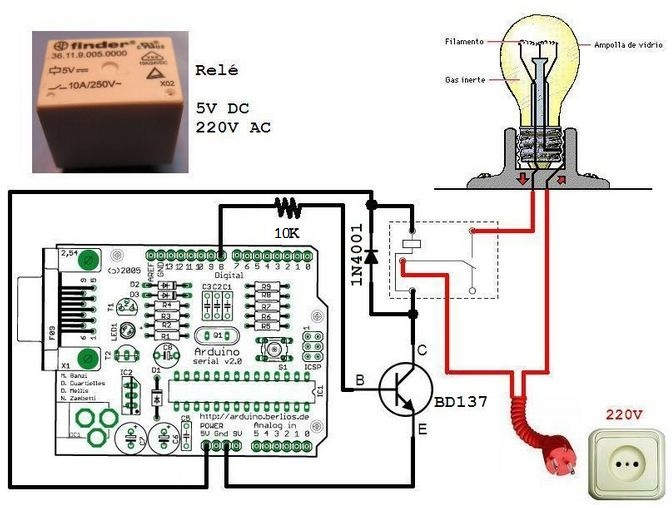 finder
36.11.9.005.0000
5V
10A/250V~
X02
Relé
5V DC
220V AC
Filamento
Ampolla de vidrio
Gas inerte
10K
1N4001
2,54
(c)2005
AREF
GND
13 12 11 10 9 8 7 6 5 4 3 2 1 0
Digital
D2
D3
R4
R3
R2
R1
C3 C2 C1
R9
R8
R7
R6
R5
T1
LED1
T2
C8
Q1
Arduino
serial v2.0
S1
ICSP
X1
M. Banzi
D. Cuartielles
D. Mellis
N. Zambetti
IC2
D1
IC1
DC1
C7
C6
C5
http://arduino.berlios.de
POWER
5V Gnd 9V
Analog in
5 4 3 2 1 0
C
B
E
BD137
220V